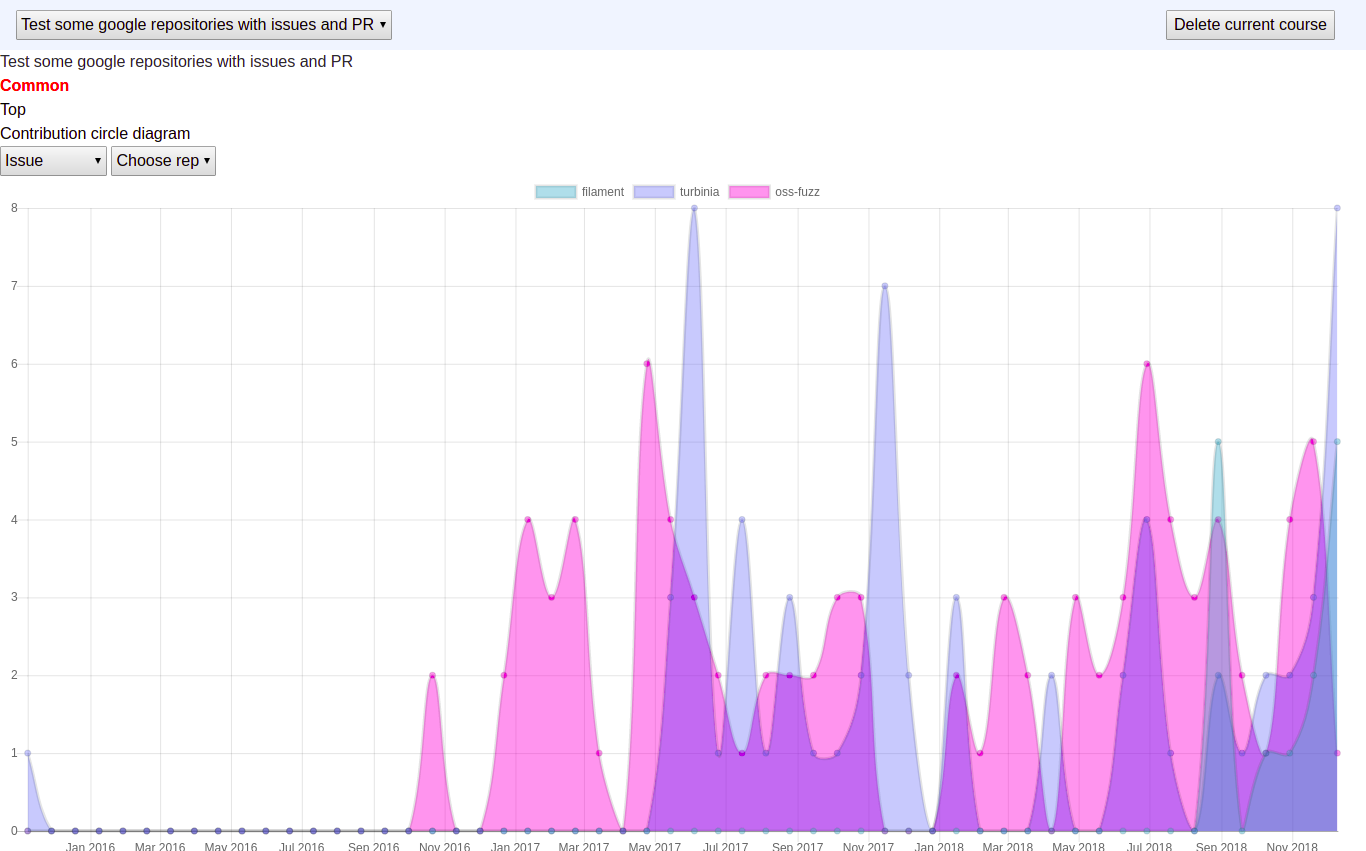 Test some google repositories with issues and PR ▾ Delete current course
Test some google repositories with issues and PR
Common
Top
Contribution circle diagram
Issue ▾ Choose rep ▾
filament turbinia oss-fuzz
8
7
6
5
4
3
2
1
0
Jan 2016 Mar 2016 May 2016 Jul 2016 Sep 2016 Nov 2016 Jan 2017 Mar 2017 May 2017 Jul 2017 Sep 2017 Nov 2017 Jan 2018 Mar 2018 May 2018 Jul 2018 Sep 2018 Nov 2018